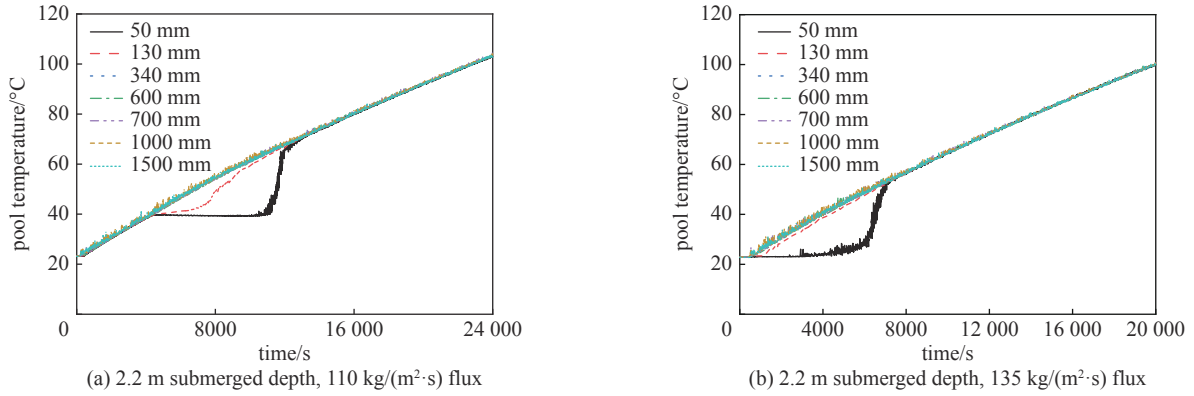 120
100
80
60
40
20
0
pool temperature/°C
50 mm
130 mm
340 mm
600 mm
700 mm
1000 mm
1500 mm
8000
16 000
24 000
time/s
(a) 2.2 m submerged depth, 110 kg/(m²·s) flux
120
100
80
60
40
20
0
pool temperature/°C
50 mm
130 mm
340 mm
600 mm
700 mm
1000 mm
1500 mm
4000
8000
12 000
16 000
20 000
time/s
(b) 2.2 m submerged depth, 135 kg/(m²·s) flux